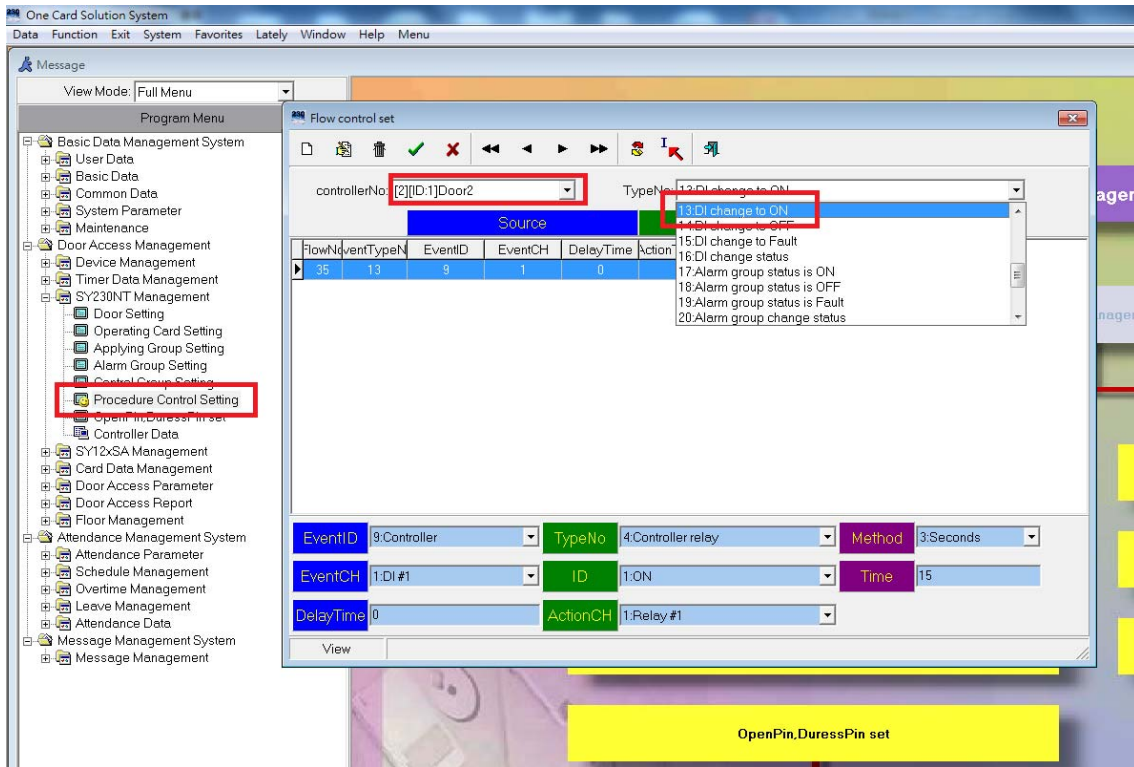 One Card Solution System
Data Function Exit System Favorites Lately Window Help Menu
Message
View Mode: Full Menu
Program Menu
Basic Data Management System
User Data
Basic Data
Common Data
System Parameter
Maintenance
Door Access Management
Device Management
Timer Data Management
SY230NT Management
Door Setting
Operating Card Setting
Applying Group Setting
Alarm Group Setting
Control Group Setting
Procedure Control Setting
OpenPin,DuressPin set
Controller Data
SY12xSA Management
Card Data Management
Door Access Parameter
Door Access Report
Floor Management
Attendance Management System
Attendance Parameter
Schedule Management
Overtime Management
Leave Management
Attendance Data
Message Management System
Message Management
Flow control set
controllerNo: [2][ID:1]Door2 TypeNo: 13:DI change to ON
13:DI change to ON
14:DI change to OFF
15:DI change to Fault
16:DI change status
17:Alarm group status is ON
18:Alarm group status is OFF
19:Alarm group status is Fault
20:Alarm group change status
Source
FlowNo ventTypeN EventID EventCH DelayTime Action
35 13 9 1 0
EventID 9:Controller TypeNo 4:Controller relay Method 3:Seconds
EventCH 1:DI #1 ID 1:ON Time 15
DelayTime 0 ActionCH 1:Relay #1
View
ager
nager
OpenPin,DuressPin set